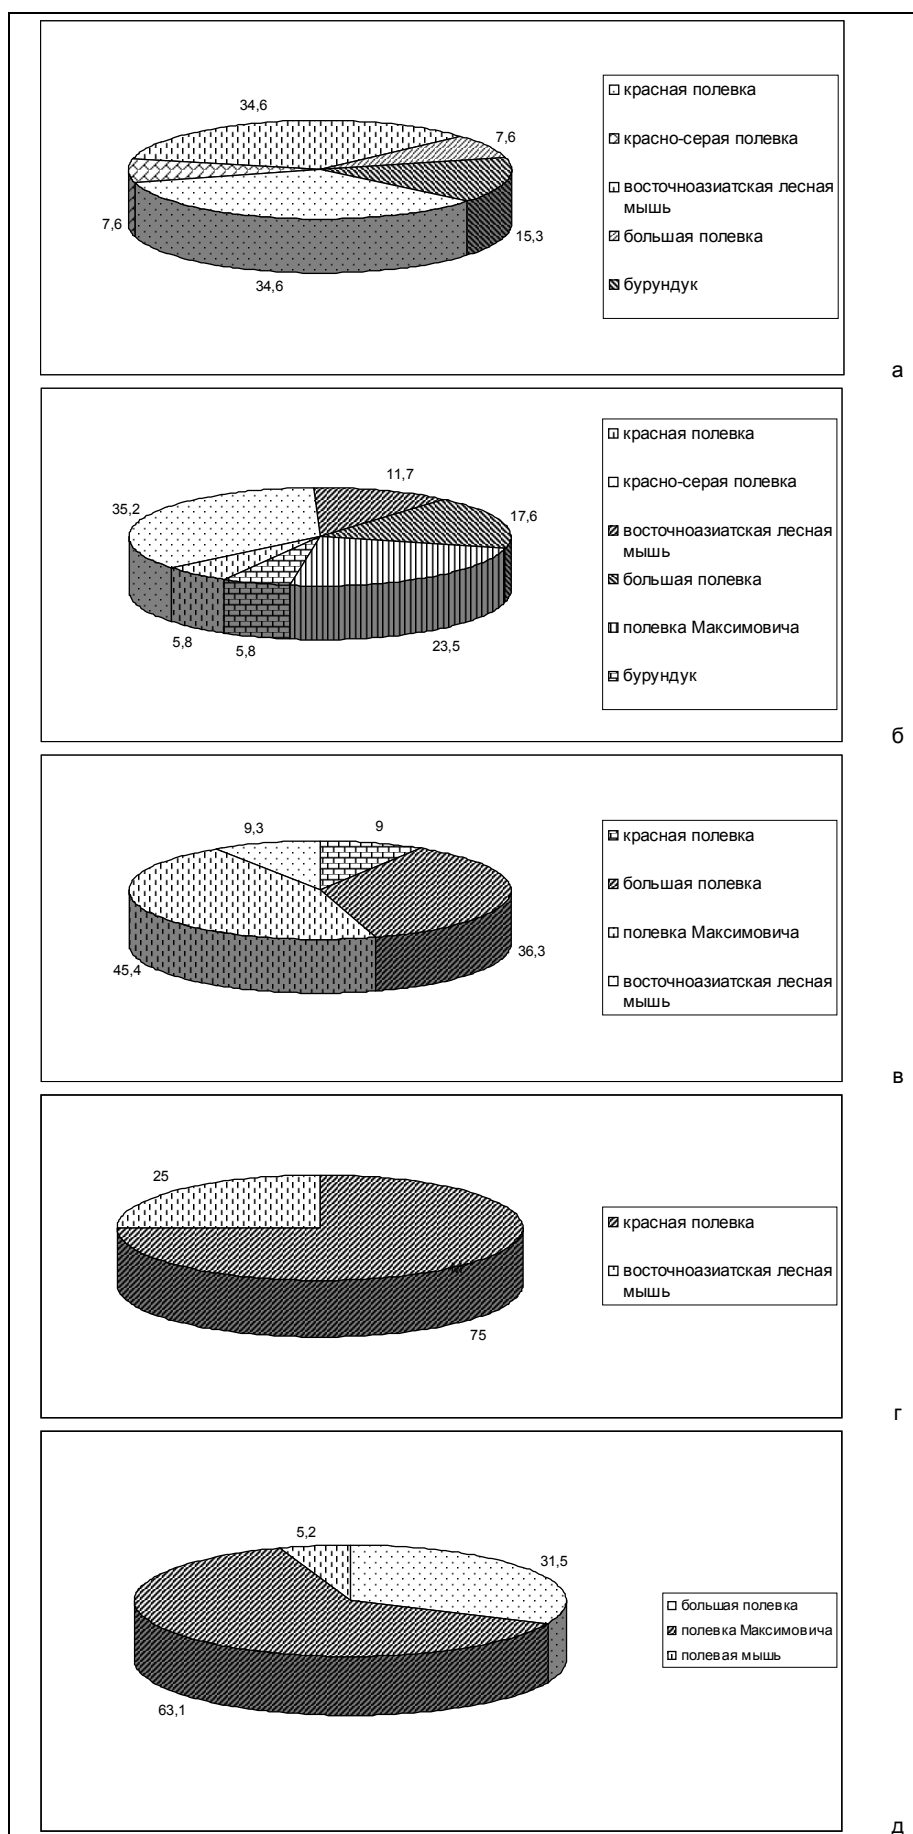 34,6
7,6
15,3
34,6
7,6
красная полевка
красно-серая полевка
восточноазиатская лесная
мышь
большая полевка
бурундук
а
11,7
17,6
35,2
5,8
5,8
23,5
красная полевка
красно-серая полевка
восточноазиатская лесная
мышь
большая полевка
полевка Максимовича
бурундук
б
9,3
9
36,3
45,4
красная полевка
большая полевка
полевка Максимовича
восточноазиатская лесная
мышь
в
25
75
красная полевка
восточноазиатская лесная
мышь
г
5,2
31,5
63,1
большая полевка
полевка Максимовича
полевая мышь
д